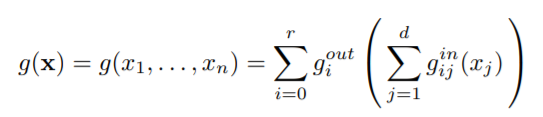 g(x) = g(x_1, . . . , x_n) = \sum_{i=0}^{r} g_i^{out} \left( \sum_{j=1}^{d} g_{ij}^{in}(x_j) \right)